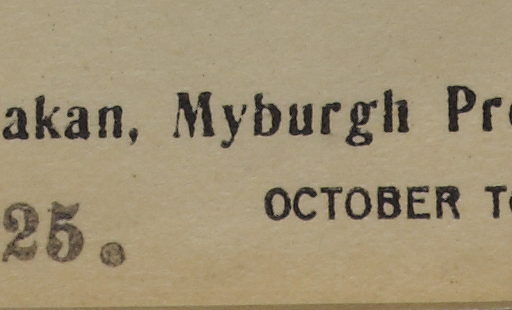 akan, Myburgh Pr
25. OCTOBER T